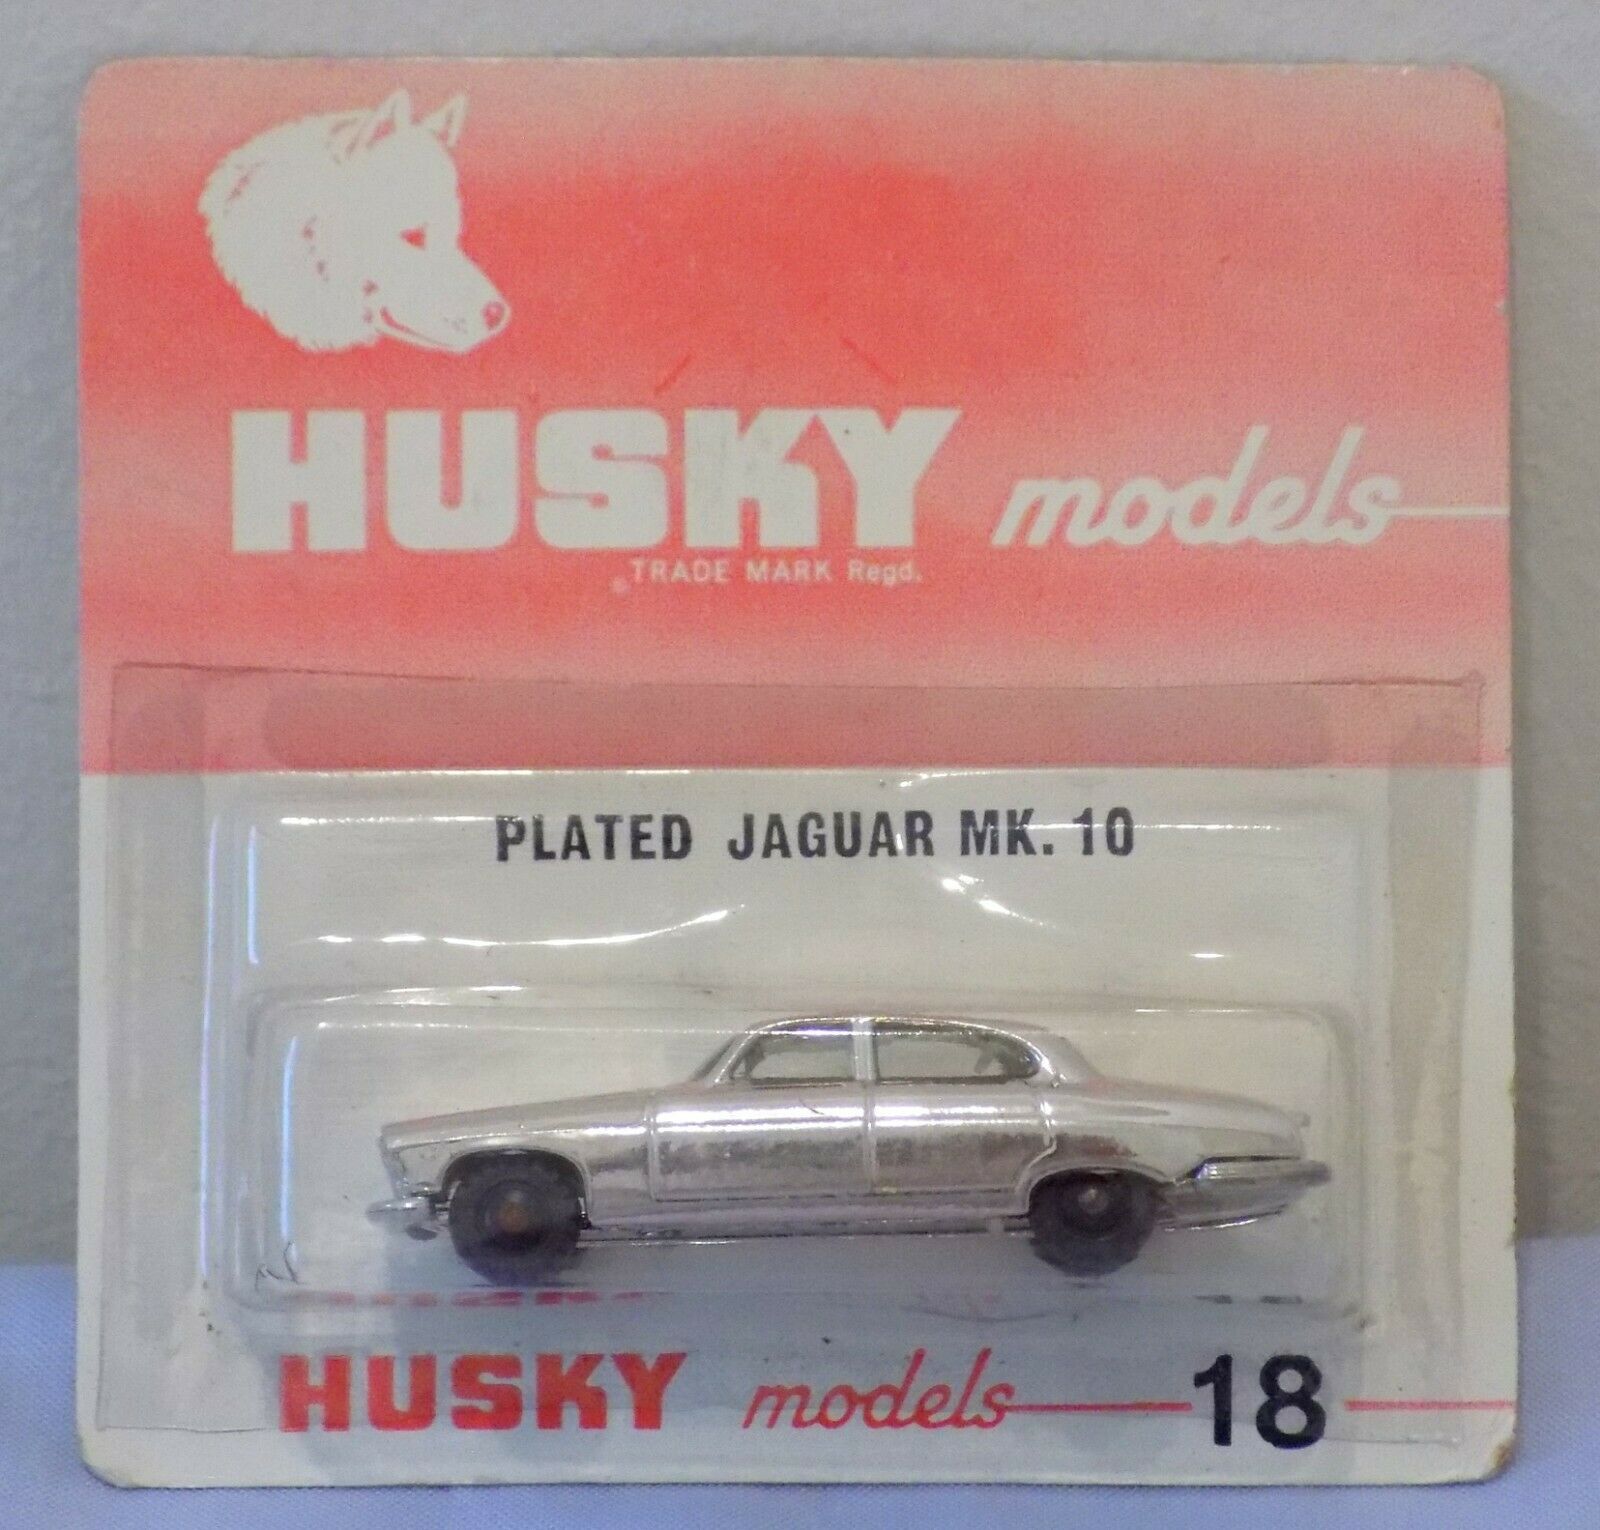 HUSKY models
®TRADE MARK Regd.
PLATED JAGUAR MK. 10
HUSKY models 18